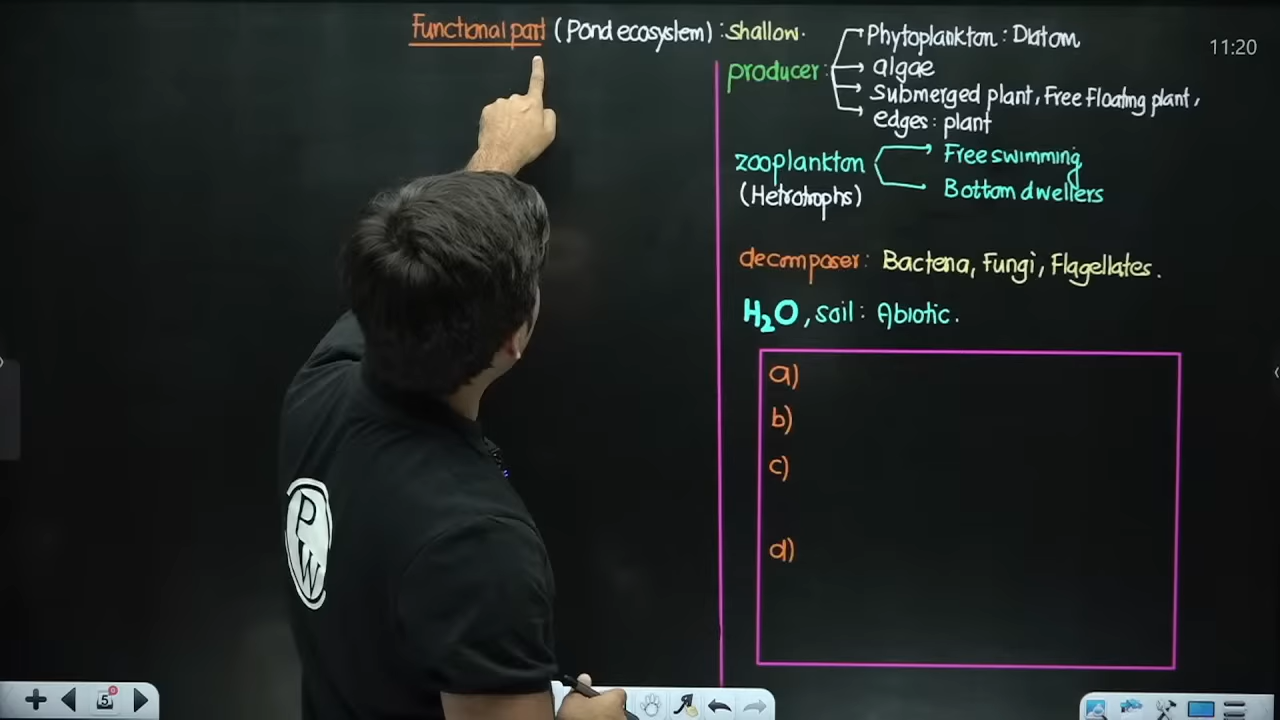 Functional part (Pond ecosystem) : shallow.
11:20
producer :
Phytoplankton : Diatom
algae
submerged plant, Free Floating plant,
edges : plant
zooplankton
(Hetrotrophs)
Free swimming
Bottom dwellers
decomposer : Bacteria, Fungi, Flagellates.
H₂O, soil : Abiotic.
a)
b)
c)
d)
PW
5